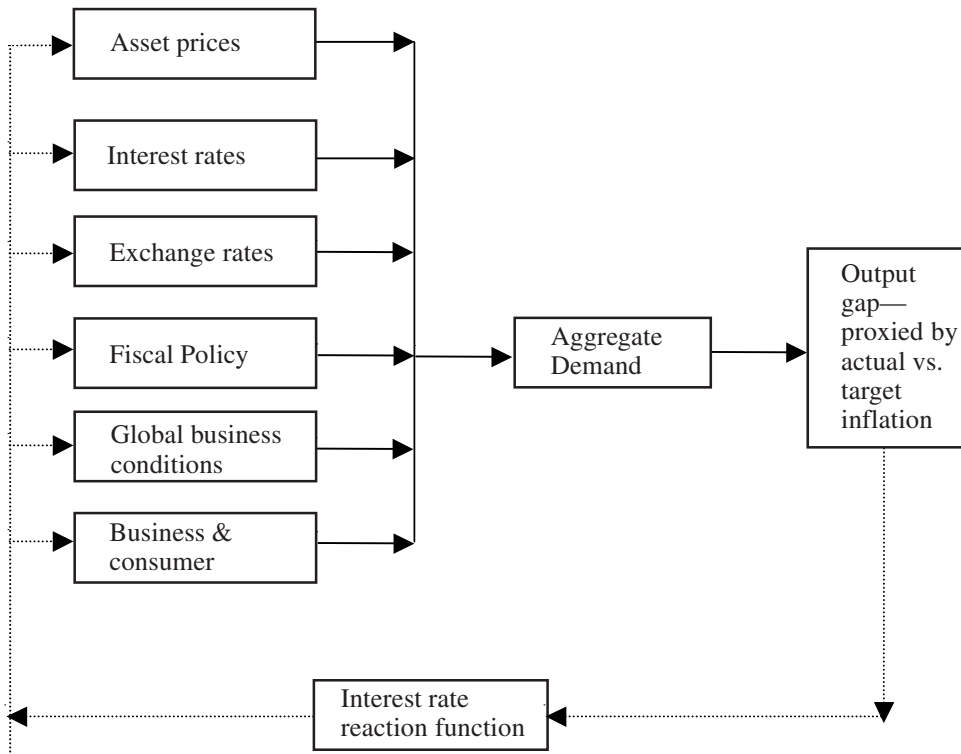 Asset prices
Interest rates
Exchange rates
Fiscal Policy
Global business
conditions
Business &
consumer
Aggregate
Demand
Output
gap—
proxied by
actual vs.
target
inflation
Interest rate
reaction function